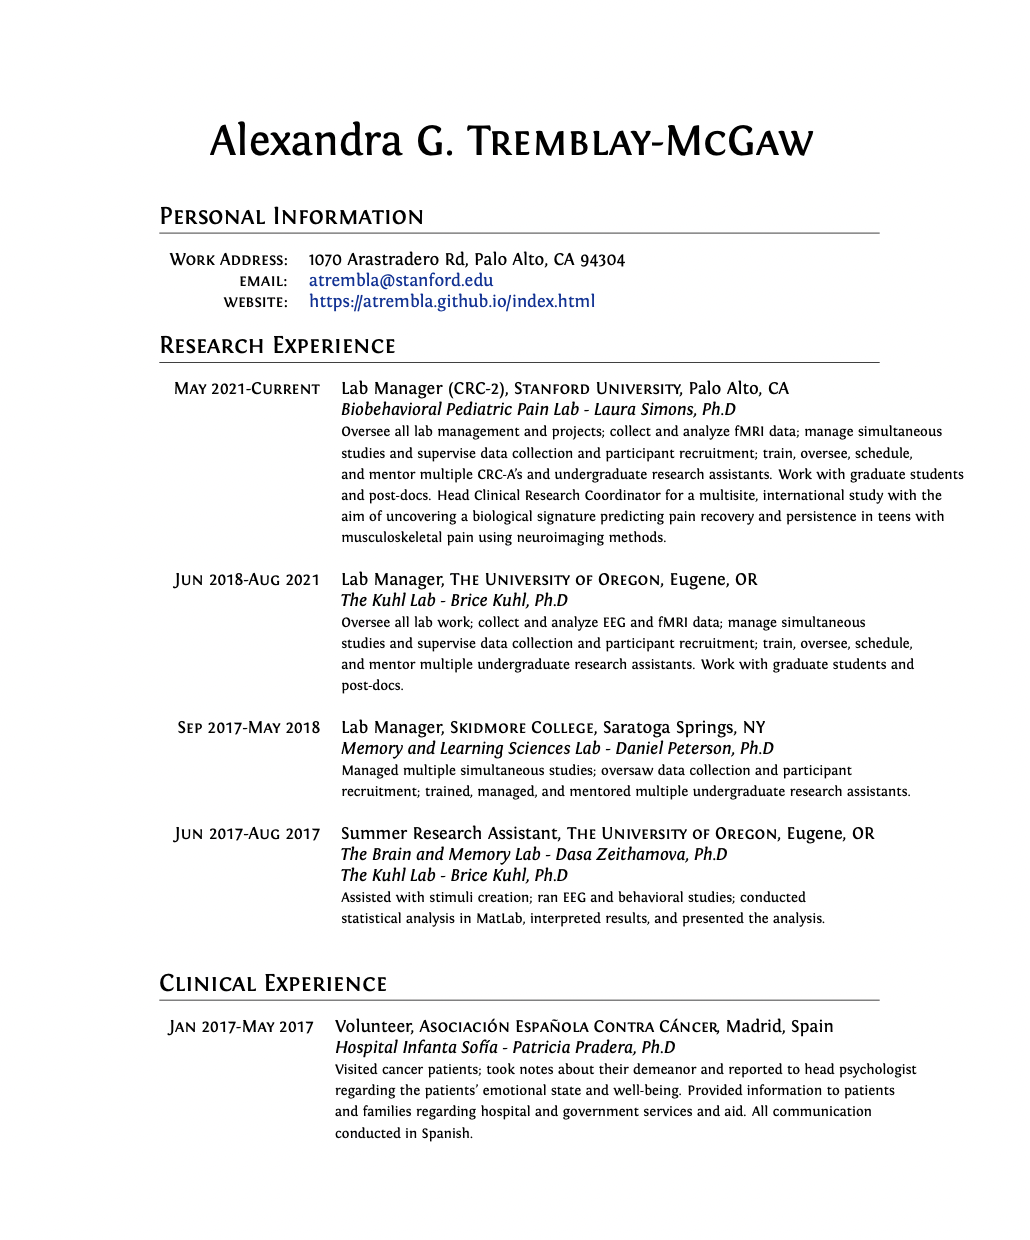 Alexandra G. Tremblay-McGaw
Personal Information
Work Address: 1070 Arastradero Rd, Palo Alto, CA 94304
email: atrembla@stanford.edu
website: https://atrembla.github.io/index.html
Research Experience
May 2021-Current Lab Manager (CRC-2), Stanford University, Palo Alto, CA
Biobehavioral Pediatric Pain Lab - Laura Simons, Ph.D
Oversee all lab management and projects; collect and analyze fMRI data; manage simultaneous
studies and supervise data collection and participant recruitment; train, oversee, schedule,
and mentor multiple CRC-A's and undergraduate research assistants. Work with graduate students
and post-docs. Head Clinical Research Coordinator for a multisite, international study with the
aim of uncovering a biological signature predicting pain recovery and persistence in teens with
musculoskeletal pain using neuroimaging methods.
Jun 2018-Aug 2021 Lab Manager, The University of Oregon, Eugene, OR
The Kuhl Lab - Brice Kuhl, Ph.D
Oversee all lab work; collect and analyze EEG and fMRI data; manage simultaneous
studies and supervise data collection and participant recruitment; train, oversee, schedule,
and mentor multiple undergraduate research assistants. Work with graduate students and
post-docs.
Sep 2017-May 2018 Lab Manager, Skidmore College, Saratoga Springs, NY
Memory and Learning Sciences Lab - Daniel Peterson, Ph.D
Managed multiple simultaneous studies; oversaw data collection and participant
recruitment; trained, managed, and mentored multiple undergraduate research assistants.
Jun 2017-Aug 2017 Summer Research Assistant, The University of Oregon, Eugene, OR
The Brain and Memory Lab - Dasa Zeithamova, Ph.D
The Kuhl Lab - Brice Kuhl, Ph.D
Assisted with stimuli creation; ran EEG and behavioral studies; conducted
statistical analysis in MatLab, interpreted results, and presented the analysis.
Clinical Experience
Jan 2017-May 2017 Volunteer, Asociación Española Contra Cáncer, Madrid, Spain
Hospital Infanta Sofía - Patricia Pradera, Ph.D
Visited cancer patients; took notes about their demeanor and reported to head psychologist
regarding the patients' emotional state and well-being. Provided information to patients
and families regarding hospital and government services and aid. All communication
conducted in Spanish.